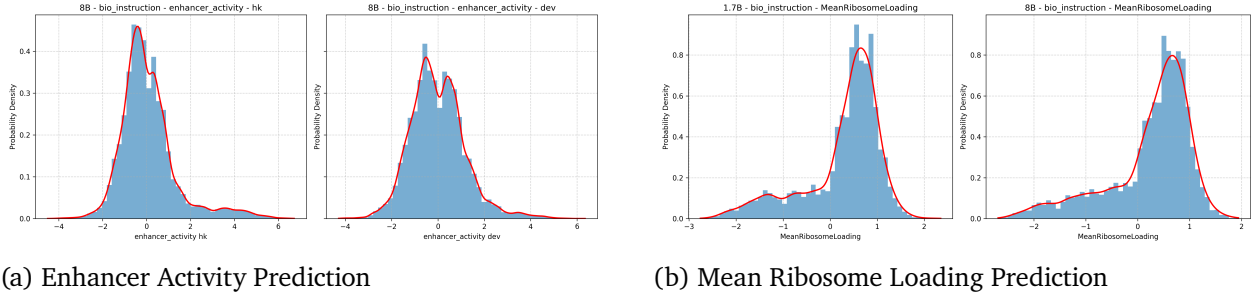 8B - bio_instruction - enhancer_activity - hk
8B - bio_instruction - enhancer_activity - dev
1.7B - bio_instruction - MeanRibosomeLoading
8B - bio_instruction - MeanRibosomeLoading
Probability Density
0.4
0.3
0.2
0.1
0.0
−4 −2 0 2 4 6
enhancer_activity hk
Probability Density
−4 −2 0 2 4 6
enhancer_activity dev
Probability Density
0.8
0.6
0.4
0.2
0.0
−3 −2 −1 0 1 2
MeanRibosomeLoading
Probability Density
0.8
0.6
0.4
0.2
0.0
−2 −1 0 1 2
MeanRibosomeLoading
(a) Enhancer Activity Prediction
(b) Mean Ribosome Loading Prediction